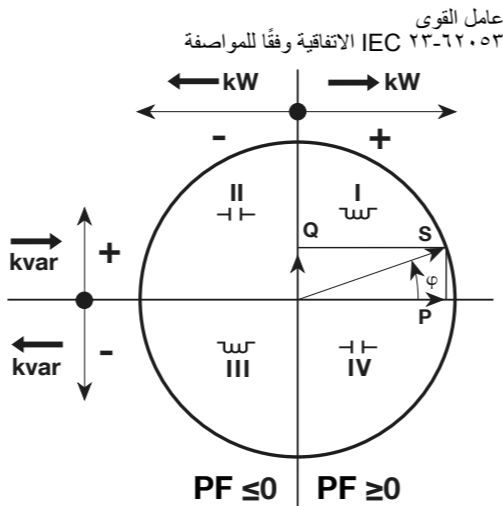 عامل القوى
الاتفاقية وفقًا للمواصفة IEC ٦٢٠٥٣-٢٣
kW kW
- +
II I
Q S
kvar +
φ
P
kvar -
III IV
PF ≤0 PF ≥0